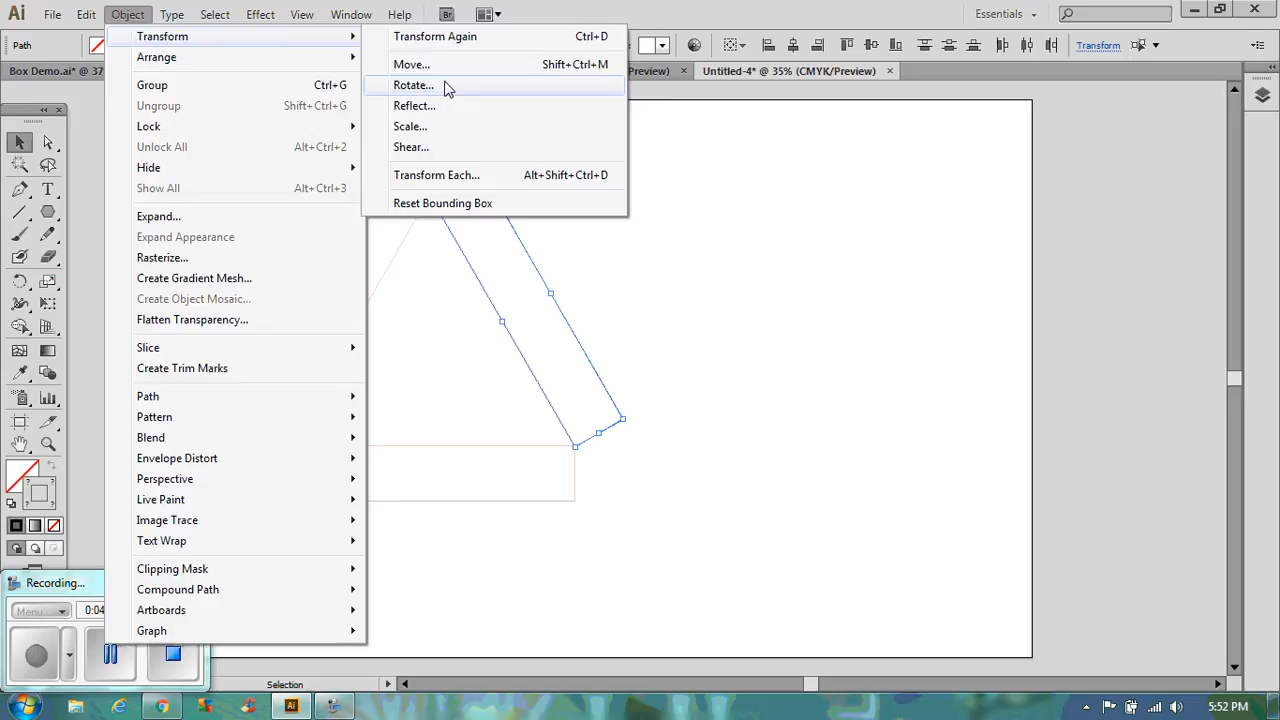 Ai File Edit Object Type Select Effect View Window Help Br Essentials
Path Transform
Box Demo.ai* @ 37 review) × Untitled-4* @ 35% (CMYK/Preview) ×
Transform
Arrange
Group Ctrl+G
Ungroup Shift+Ctrl+G
Lock
Unlock All Alt+Ctrl+2
Hide
Show All Alt+Ctrl+3
Expand...
Expand Appearance
Rasterize...
Create Gradient Mesh...
Create Object Mosaic...
Flatten Transparency...
Slice
Create Trim Marks
Path
Pattern
Blend
Envelope Distort
Perspective
Live Paint
Image Trace
Text Wrap
Clipping Mask
Compound Path
Artboards
Graph
Transform Again Ctrl+D
Move... Shift+Ctrl+M
Rotate...
Reflect...
Scale...
Shear...
Transform Each... Alt+Shift+Ctrl+D
Reset Bounding Box
Recording...
Menu 0:04
Selection
Ai 5:52 PM